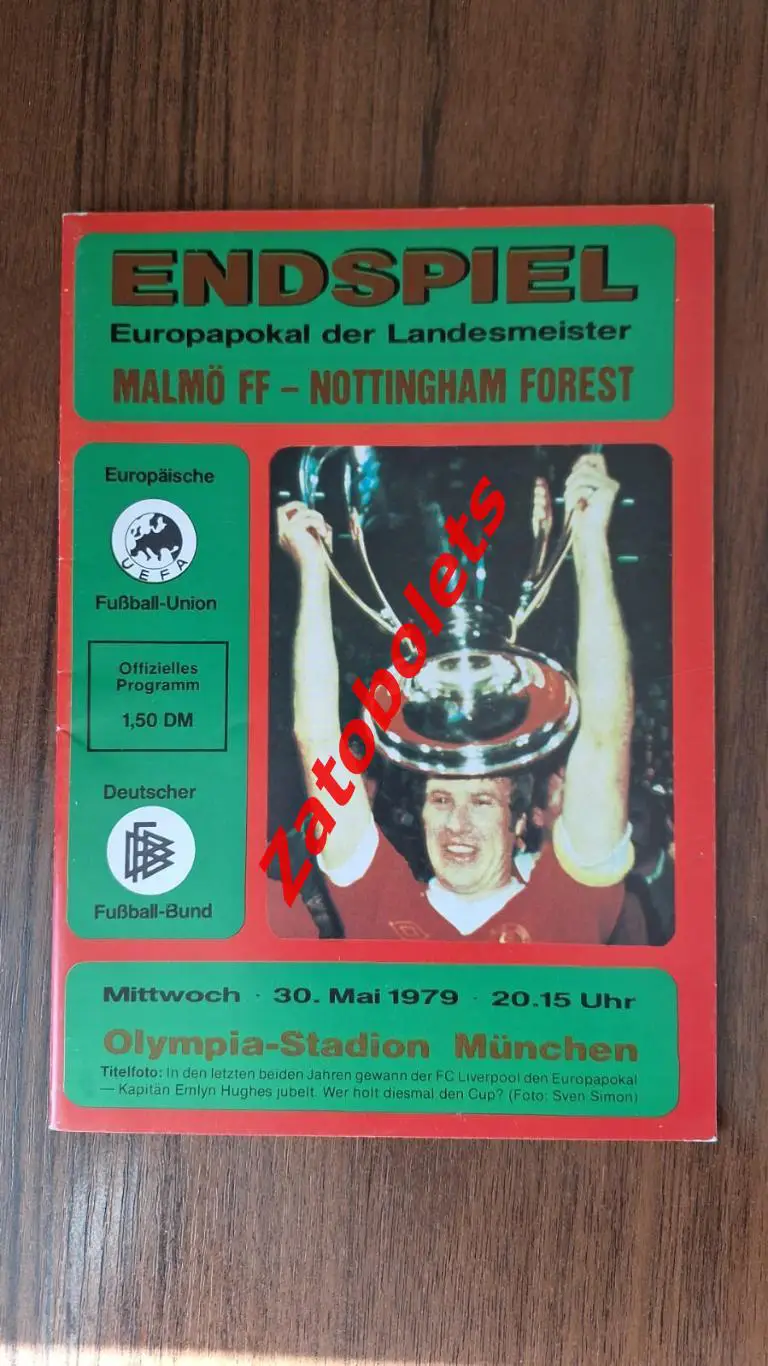 ENDSPIEL
Europapokal der Landesmeister
MALMÖ FF – NOTTINGHAM FOREST
Europäische
UEFA
Fußball-Union
Offizielles
Programm
1,50 DM
Deutscher
DFB
Fußball-Bund
Zatobolets
Mittwoch · 30. Mai 1979 · 20.15 Uhr
Olympia-Stadion München
Titelfoto: In den letzten beiden Jahren gewann der FC Liverpool den Europapokal
— Kapitän Emlyn Hughes jubelt. Wer holt diesmal den Cup? (Foto: Sven Simon)